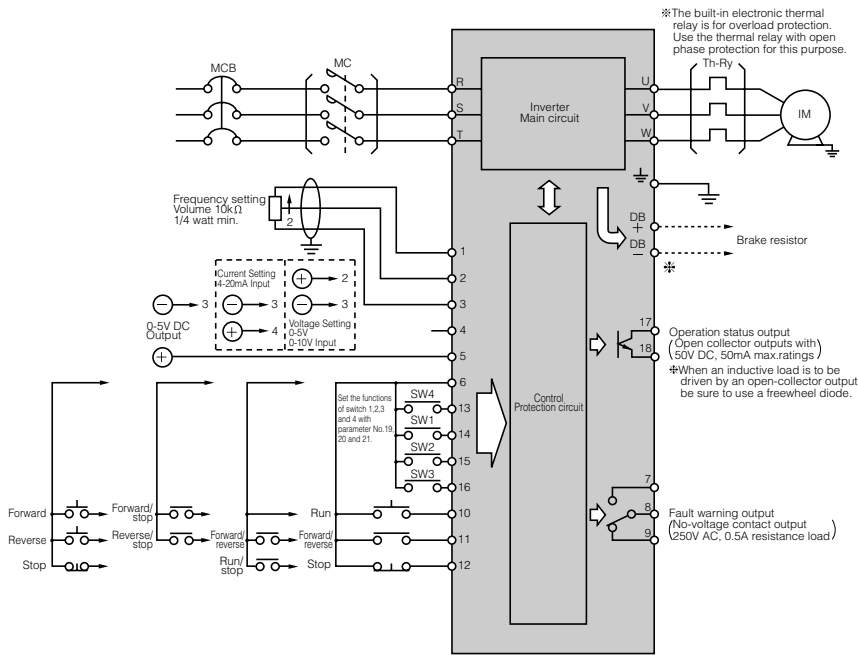 ※The built-in electronic thermal
relay is for overload protection.
Use the thermal relay with open
phase protection for this purpose.
MCB
MC
Th-Ry
R
S
T
Inverter
Main circuit
U
V
W
IM
Frequency setting
Volume 10kΩ
1/4 watt min.
2
DB
+
DB
−
Brake resistor
※
1
2
3
4
5
Current Setting
4-20mA Input
+ 2
− 3
− 3
+ 4
Voltage Setting
0-5V
0-10V Input
− 3
0-5V DC
Output
+
17
18
Operation status output
(Open collector outputs with
50V DC, 50mA max.ratings)
※When an inductive load is to be
driven by an open-collector output
be sure to use a freewheel diode.
Control
Protection circuit
Set the functions
of switch 1,2,3
and 4 with
parameter No.19,
20 and 21.
6
SW4
13
SW1
14
SW2
15
SW3
16
7
8
9
Fault warning output
(No-voltage contact output
250V AC, 0.5A resistance load)
Forward
Reverse
Stop
Forward/
stop
Reverse/
stop
Forward/
reverse
Run/
stop
Run
Forward/
reverse
Stop
10
11
12